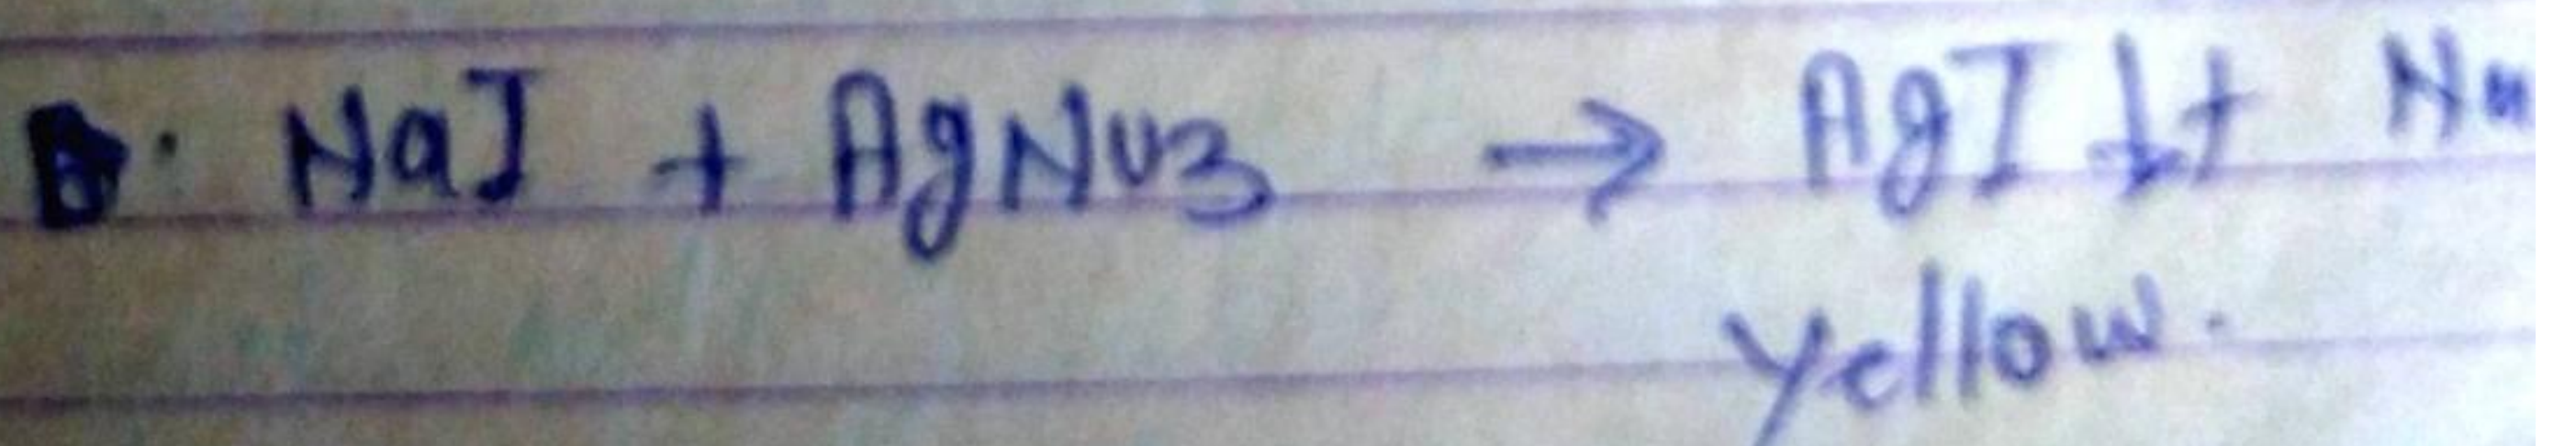 B. NaI + AgNO3 → AgI ↓ + Na
yellow.